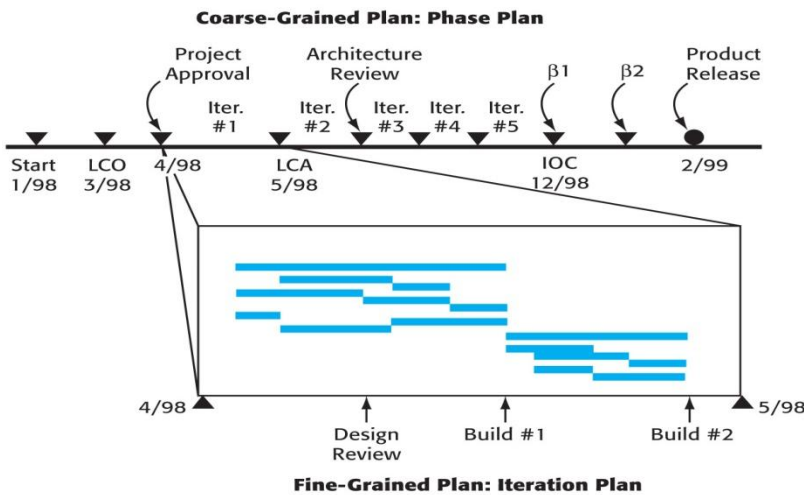 Coarse-Grained Plan: Phase Plan
Project
Approval
Architecture
Review
β1
β2
Product
Release
Iter.
#1
Iter.
#2
Iter.
#3
Iter.
#4
Iter.
#5
Start
1/98
LCO
3/98
4/98
LCA
5/98
IOC
12/98
2/99
4/98
5/98
Design
Review
Build #1
Build #2
Fine-Grained Plan: Iteration Plan